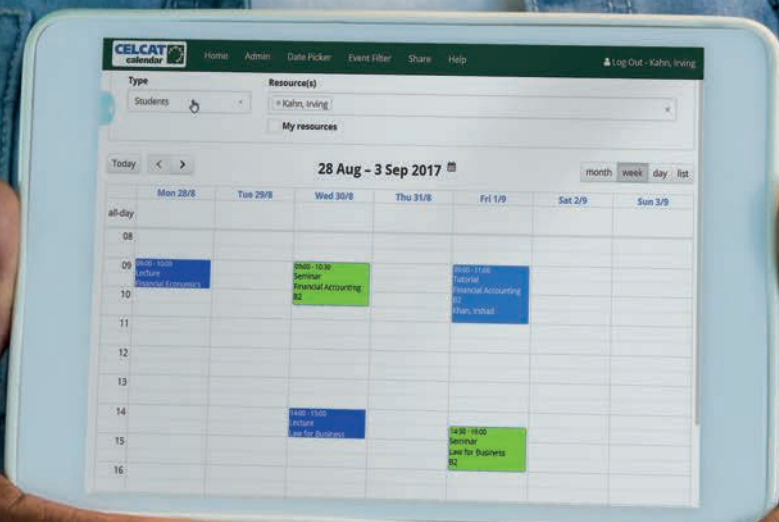 CELCAT
calendar
Home Admin Date Picker Event Filter Share Help Log Out - Kahn, Irving
Type Resource(s)
Students × Kahn, Irving ×
My resources
Today < > 28 Aug – 3 Sep 2017 month week day list
Mon 28/8 Tue 29/8 Wed 30/8 Thu 31/8 Fri 1/9 Sat 2/9 Sun 3/9
all-day
08
09
09:00 - 10:00
Lecture
Financial Economics
09:00 - 10:30
Seminar
Financial Accounting
B2
09:00 - 11:00
Tutorial
Financial Accounting
B2
Khan, Irshad
10
11
12
13
14
14:00 - 15:00
Lecture
Law for Business
14:30 - 16:00
Seminar
Law for Business
B2
15
16